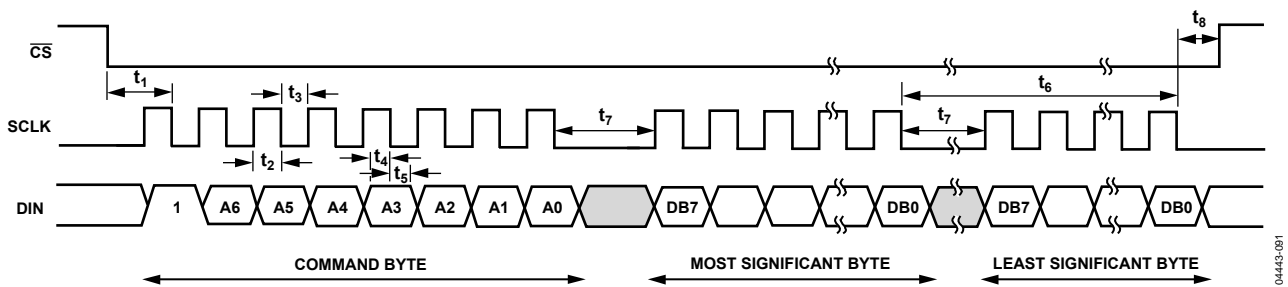 t8
CS
t1
t3
t6
SCLK
t7
t7
t2
t4
t5
DIN
1
A6
A5
A4
A3
A2
A1
A0
DB7
DB0
DB7
DB0
COMMAND BYTE
MOST SIGNIFICANT BYTE
LEAST SIGNIFICANT BYTE
04443-091